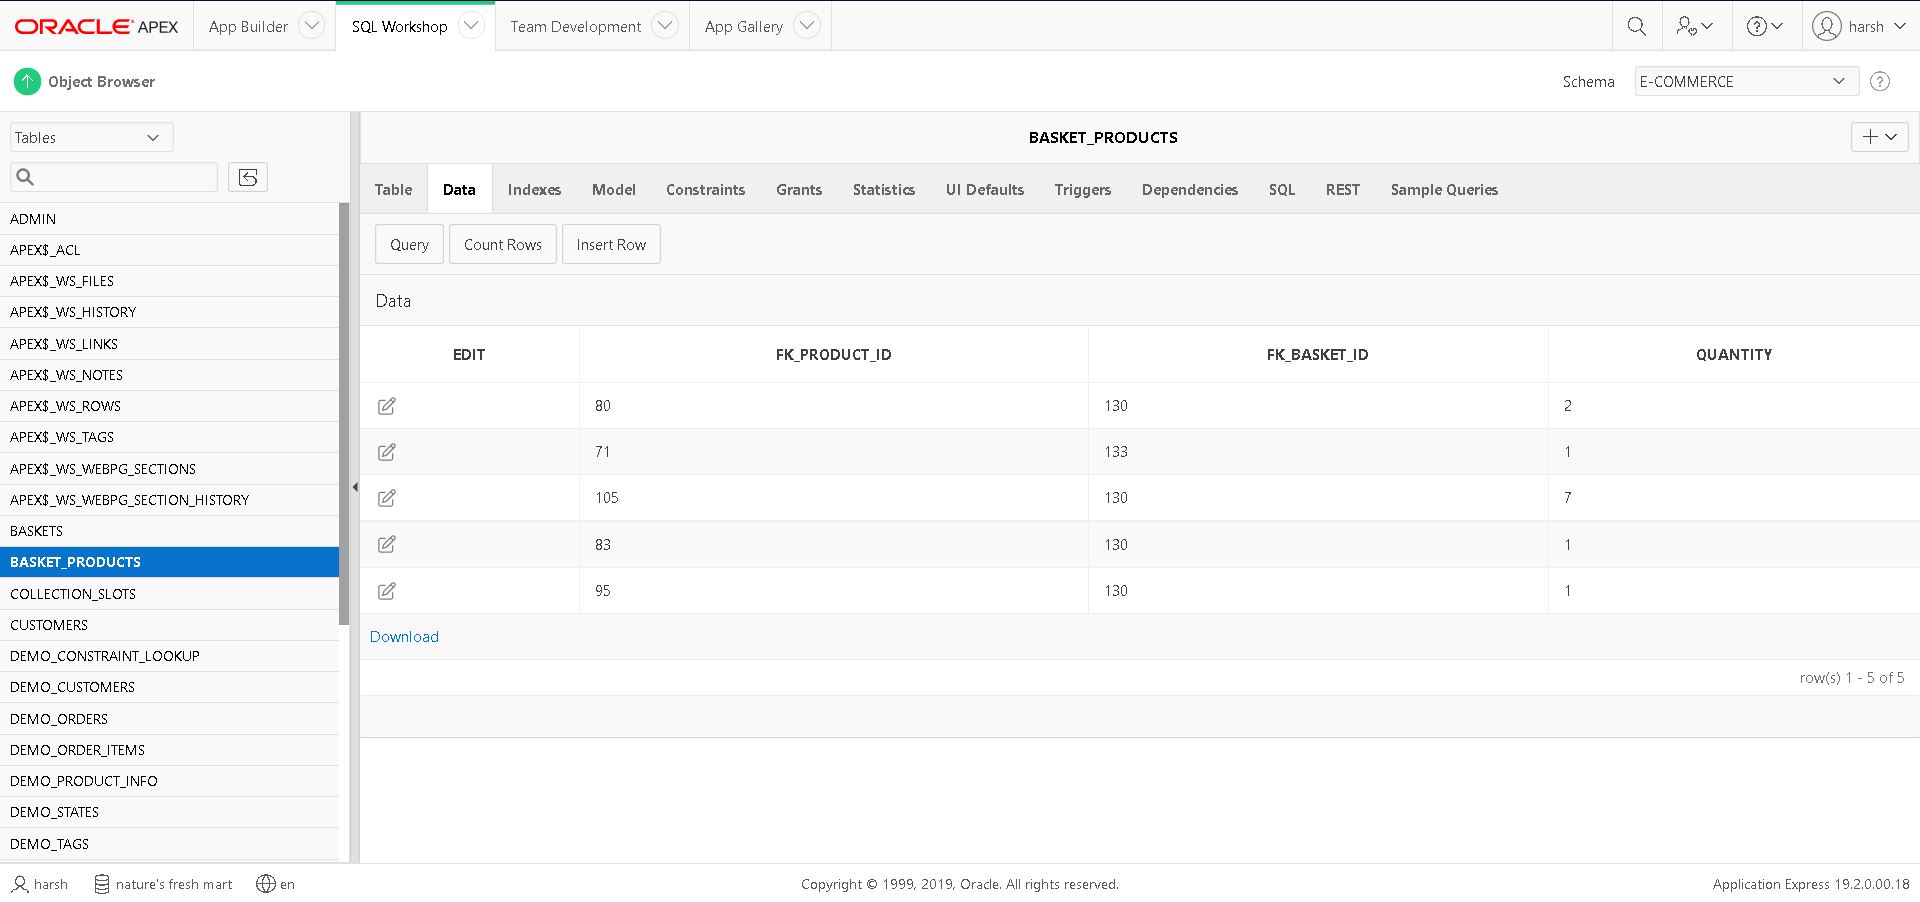 ORACLE APEX App Builder SQL Workshop Team Development App Gallery harsh
Object Browser Schema E-COMMERCE
Tables
BASKET_PRODUCTS
Table Data Indexes Model Constraints Grants Statistics UI Defaults Triggers Dependencies SQL REST Sample Queries
ADMIN
APEX$_ACL
APEX$_WS_FILES
APEX$_WS_HISTORY
APEX$_WS_LINKS
APEX$_WS_NOTES
APEX$_WS_ROWS
APEX$_WS_TAGS
APEX$_WS_WEBPG_SECTIONS
APEX$_WS_WEBPG_SECTION_HISTORY
BASKETS
BASKET_PRODUCTS
COLLECTION_SLOTS
CUSTOMERS
DEMO_CONSTRAINT_LOOKUP
DEMO_CUSTOMERS
DEMO_ORDERS
DEMO_ORDER_ITEMS
DEMO_PRODUCT_INFO
DEMO_STATES
DEMO_TAGS
Query Count Rows Insert Row
Data
EDIT FK_PRODUCT_ID FK_BASKET_ID QUANTITY
80 130 2
71 133 1
105 130 7
83 130 1
95 130 1
Download
row(s) 1 - 5 of 5
harsh nature's fresh mart en Copyright © 1999, 2019, Oracle. All rights reserved. Application Express 19.2.0.00.18